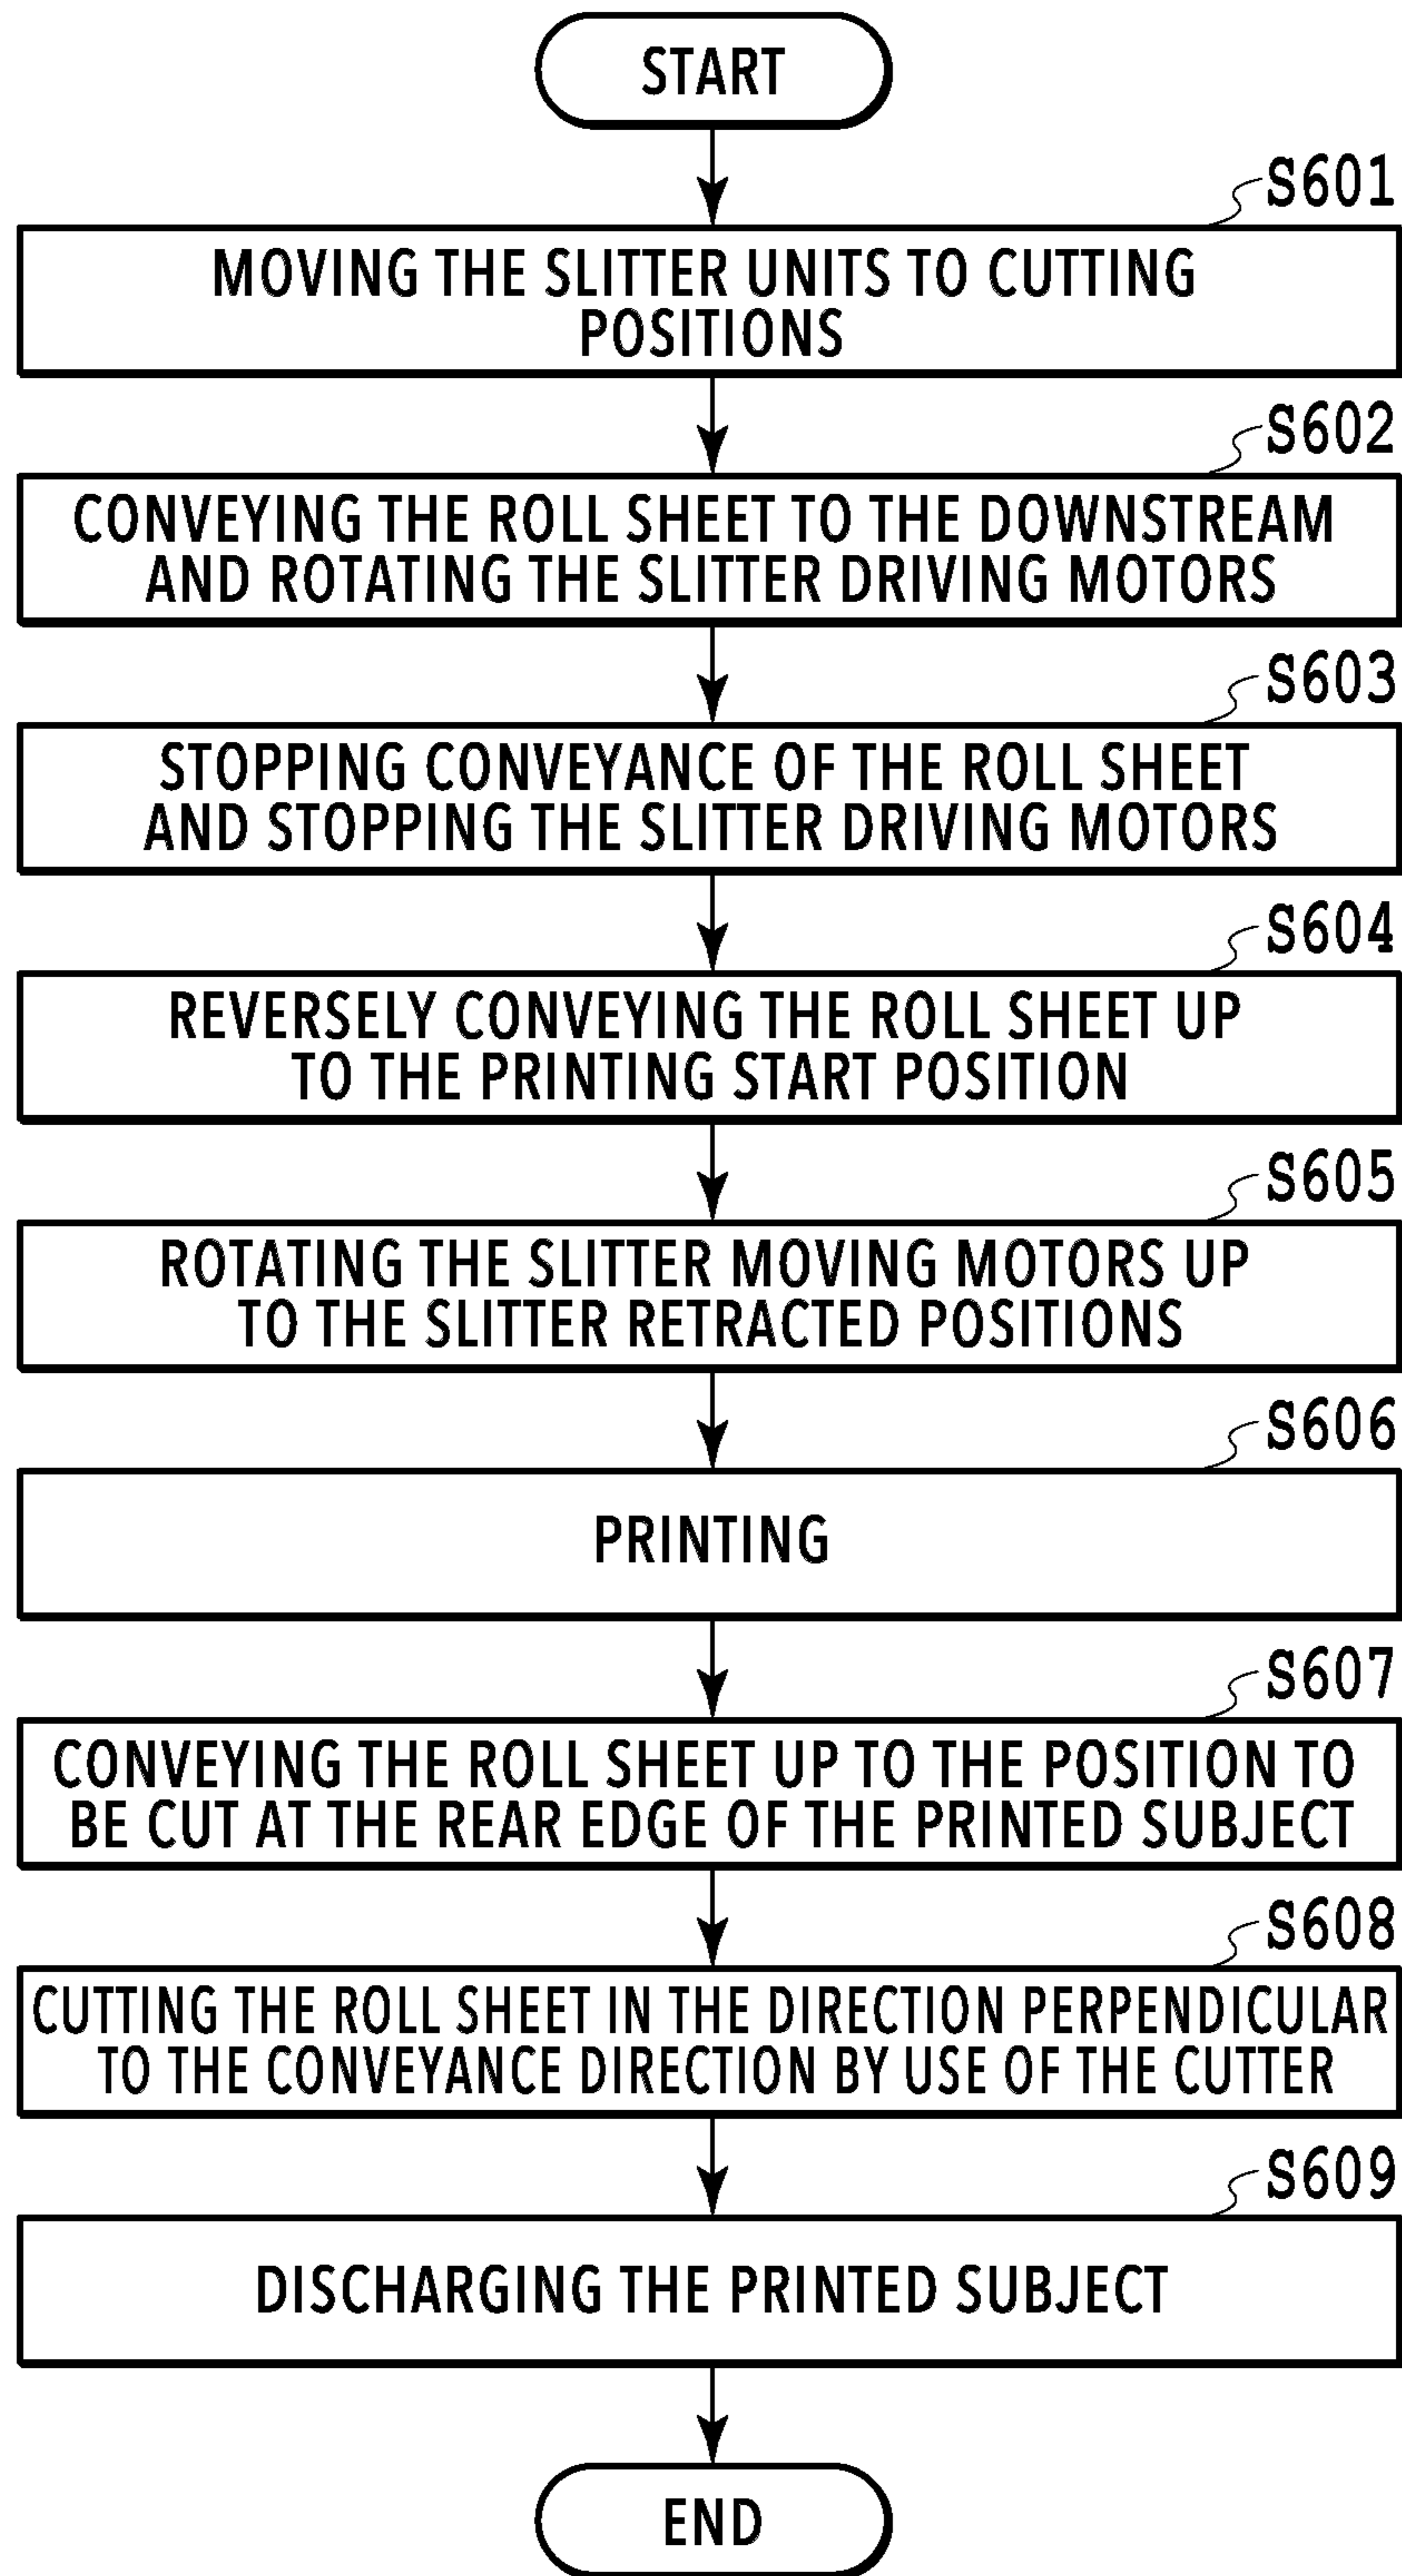 START
S601
MOVING THE SLITTER UNITS TO CUTTING
POSITIONS
S602
CONVEYING THE ROLL SHEET TO THE DOWNSTREAM
AND ROTATING THE SLITTER DRIVING MOTORS
S603
STOPPING CONVEYANCE OF THE ROLL SHEET
AND STOPPING THE SLITTER DRIVING MOTORS
S604
REVERSELY CONVEYING THE ROLL SHEET UP
TO THE PRINTING START POSITION
S605
ROTATING THE SLITTER MOVING MOTORS UP
TO THE SLITTER RETRACTED POSITIONS
S606
PRINTING
S607
CONVEYING THE ROLL SHEET UP TO THE POSITION TO
BE CUT AT THE REAR EDGE OF THE PRINTED SUBJECT
S608
CUTTING THE ROLL SHEET IN THE DIRECTION PERPENDICULAR
TO THE CONVEYANCE DIRECTION BY USE OF THE CUTTER
S609
DISCHARGING THE PRINTED SUBJECT
END